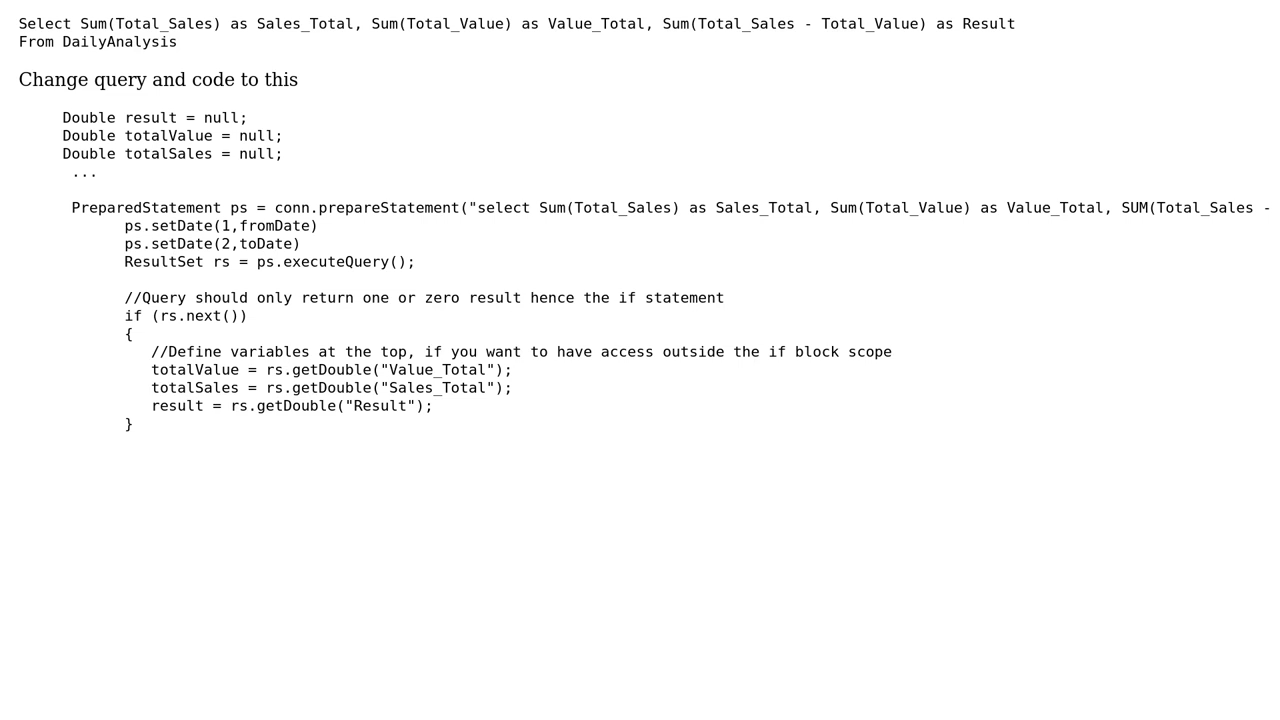 Select Sum(Total_Sales) as Sales_Total, Sum(Total_Value) as Value_Total, Sum(Total_Sales - Total_Value) as Result
From DailyAnalysis
Change query and code to this
Double result = null;
Double totalValue = null;
Double totalSales = null;
...
PreparedStatement ps = conn.prepareStatement("select Sum(Total_Sales) as Sales_Total, Sum(Total_Value) as Value_Total, SUM(Total_Sales -
ps.setDate(1,fromDate)
ps.setDate(2,toDate)
ResultSet rs = ps.executeQuery();
//Query should only return one or zero result hence the if statement
if (rs.next())
{
//Define variables at the top, if you want to have access outside the if block scope
totalValue = rs.getDouble("Value_Total");
totalSales = rs.getDouble("Sales_Total");
result = rs.getDouble("Result");
}